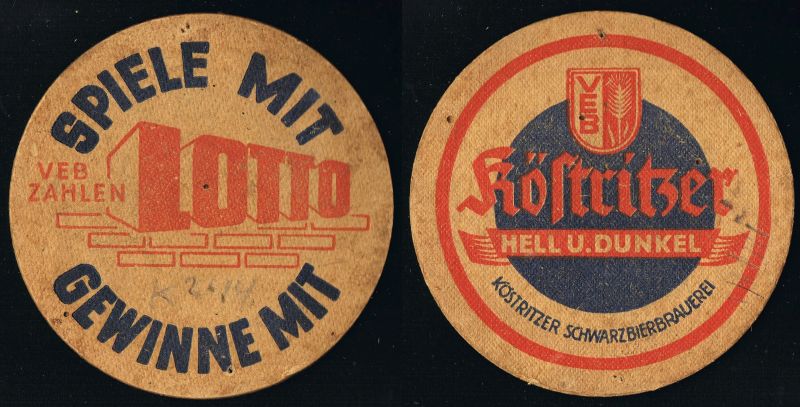 SPIELE MIT
VEB
ZAHLEN
LOTTO
GEWINNE MIT
VEB
Köſtritzer
HELL U. DUNKEL
KÖSTRITZER SCHWARZBIERBRAUEREI